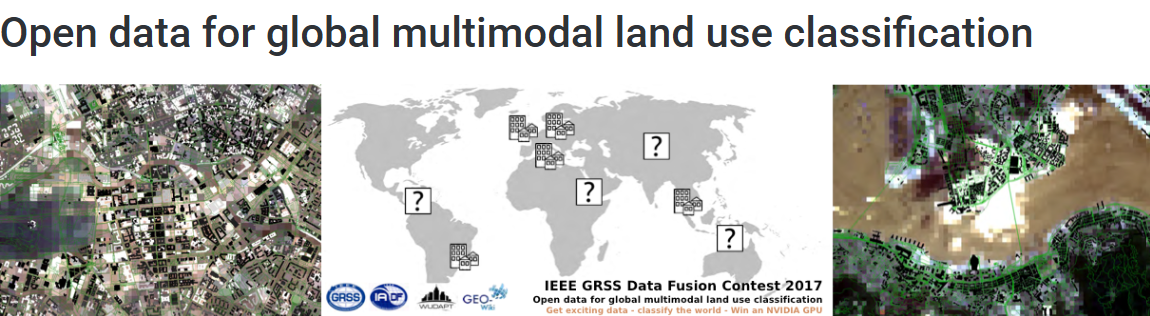 Open data for global multimodal land use classification
?
?
?
?
GRSS
IADF
WUDAPT
GEO-
Wiki
IEEE GRSS Data Fusion Contest 2017
Open data for global multimodal land use classification
Get exciting data - classify the world - Win an NVIDIA GPU